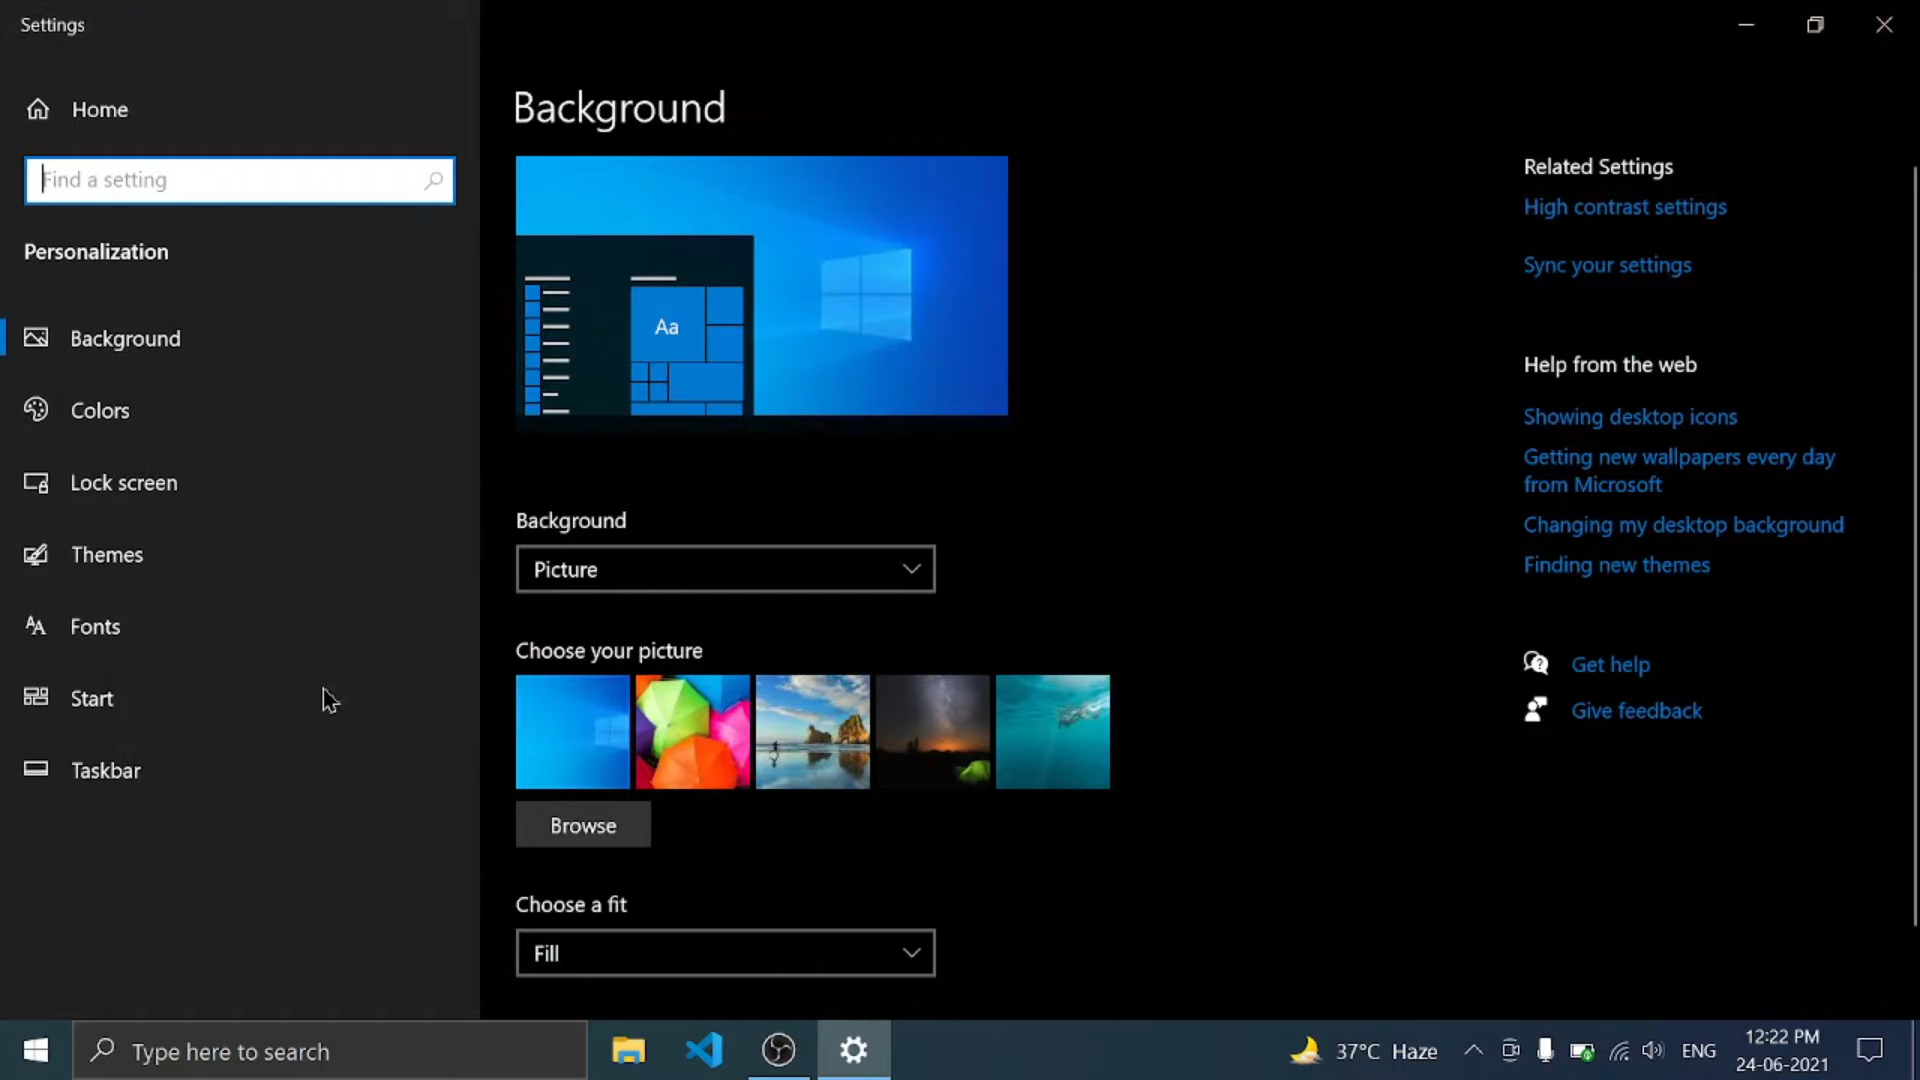 Settings
Home
Find a setting
Personalization
Background
Colors
Lock screen
Themes
Fonts
Start
Taskbar
Background
Aa
Background
Picture
Choose your picture
Browse
Choose a fit
Fill
Related Settings
High contrast settings
Sync your settings
Help from the web
Showing desktop icons
Getting new wallpapers every day
from Microsoft
Changing my desktop background
Finding new themes
Get help
Give feedback
Type here to search
37°C Haze
ENG
12:22 PM
24-06-2021